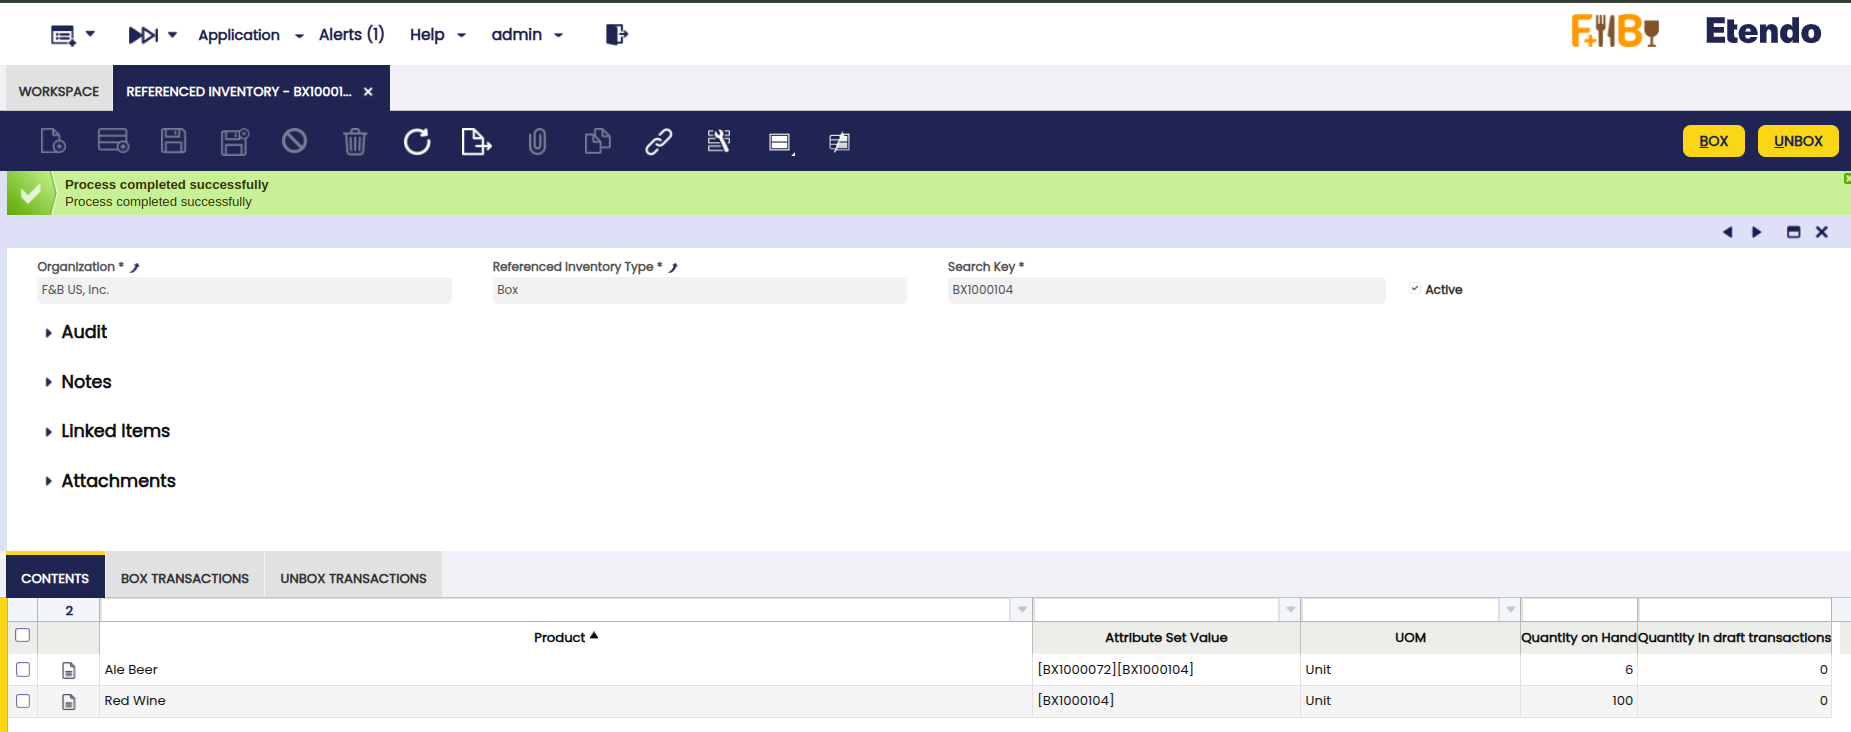 Application Alerts (1) Help admin F+B Etendo
WORKSPACE REFERENCED INVENTORY - BX10001... ×
BOX UNBOX
Process completed successfully
Process completed successfully
Organization * Referenced Inventory Type * Search Key *
F&B US, Inc. Box BX1000104 Active
Audit
Notes
Linked Items
Attachments
CONTENTS BOX TRANSACTIONS UNBOX TRANSACTIONS
2
Product Attribute Set Value UOM Quantity on Hand Quantity in draft transactions
Ale Beer [BX1000072][BX1000104] Unit 6 0
Red Wine [BX1000104] Unit 100 0